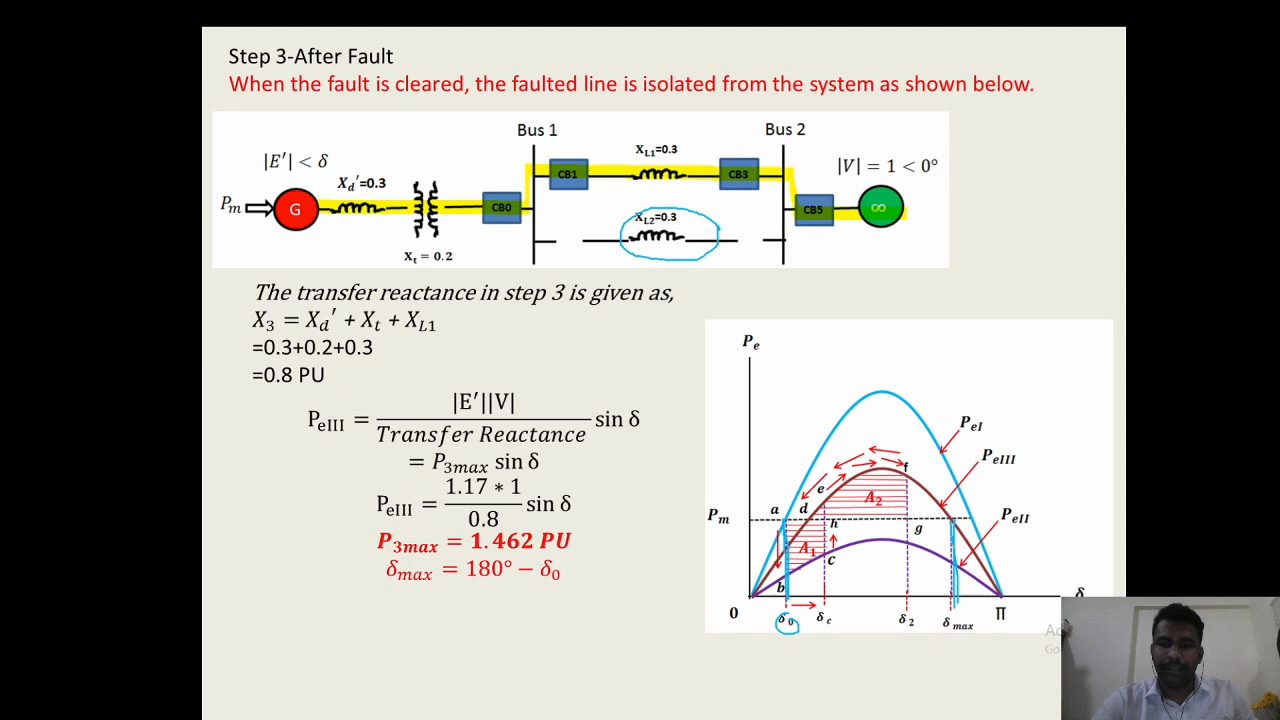 Step 3-After Fault
When the fault is cleared, the faulted line is isolated from the system as shown below.
Bus 1
Bus 2
|E′| < δ
X_d′=0.3
X_L1=0.3
|V| = 1 < 0°
P_m
G
CB0
CB1
CB3
CB5
∞
X_L2=0.3
X_t = 0.2
The transfer reactance in step 3 is given as,
X_3 = X_d′ + X_t + X_L1
=0.3+0.2+0.3
=0.8 PU
P_eIII = |E′||V| / Transfer Reactance sin δ
= P_3max sin δ
P_eIII = 1.17 * 1 / 0.8 sin δ
P_3max = 1.462 PU
δ_max = 180° − δ_0
P_e
P_eI
P_eIII
P_eII
P_m
a
d
e
f
A_2
h
g
A_1
c
b
0
δ_0
δ_c
δ_2
δ_max
Π
δ